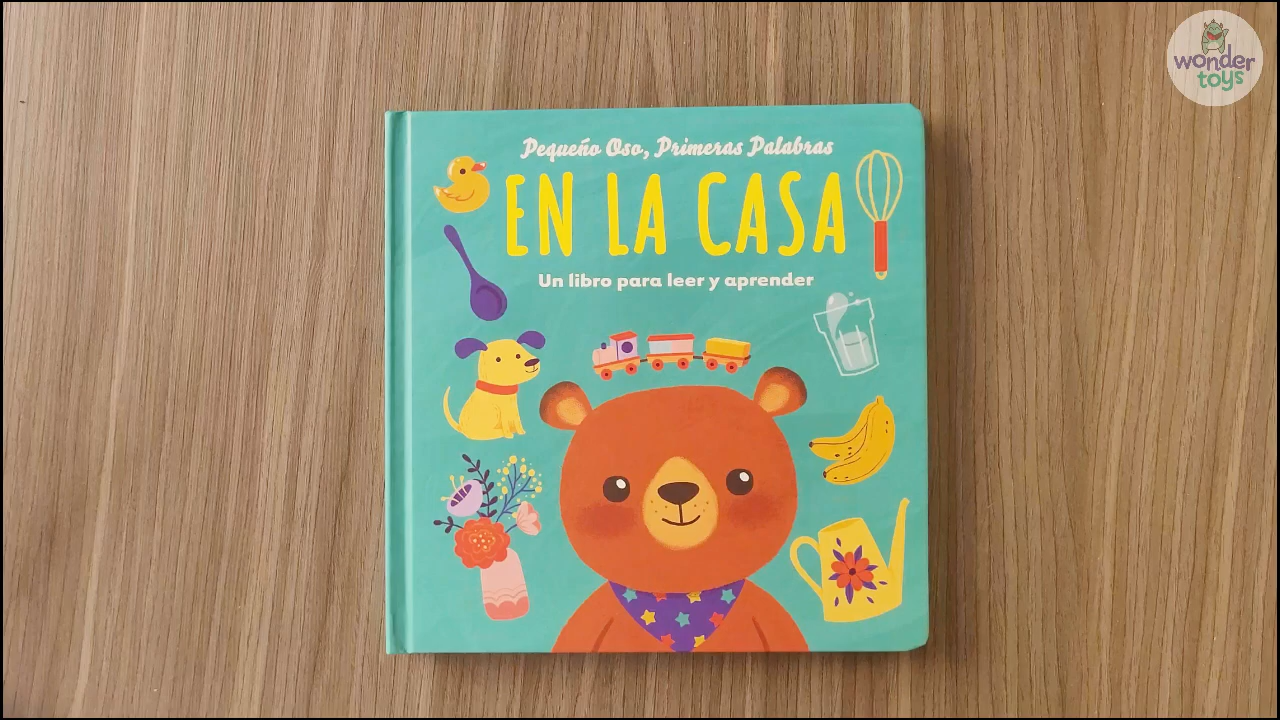 wonder
toys
Pequeño Oso, Primeras Palabras
EN LA CASA
Un libro para leer y aprender